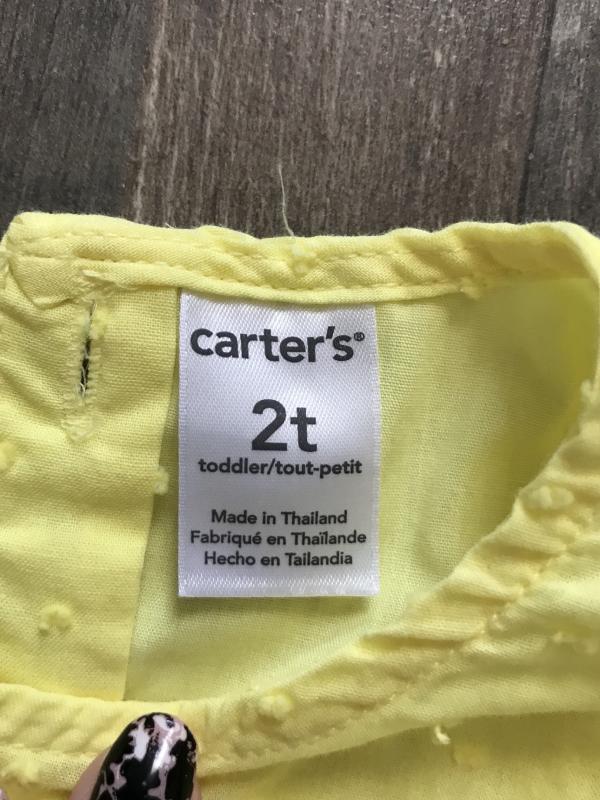 carter's®
2t
toddler/tout-petit
Made in Thailand
Fabriqué en Thaïlande
Hecho en Tailandia